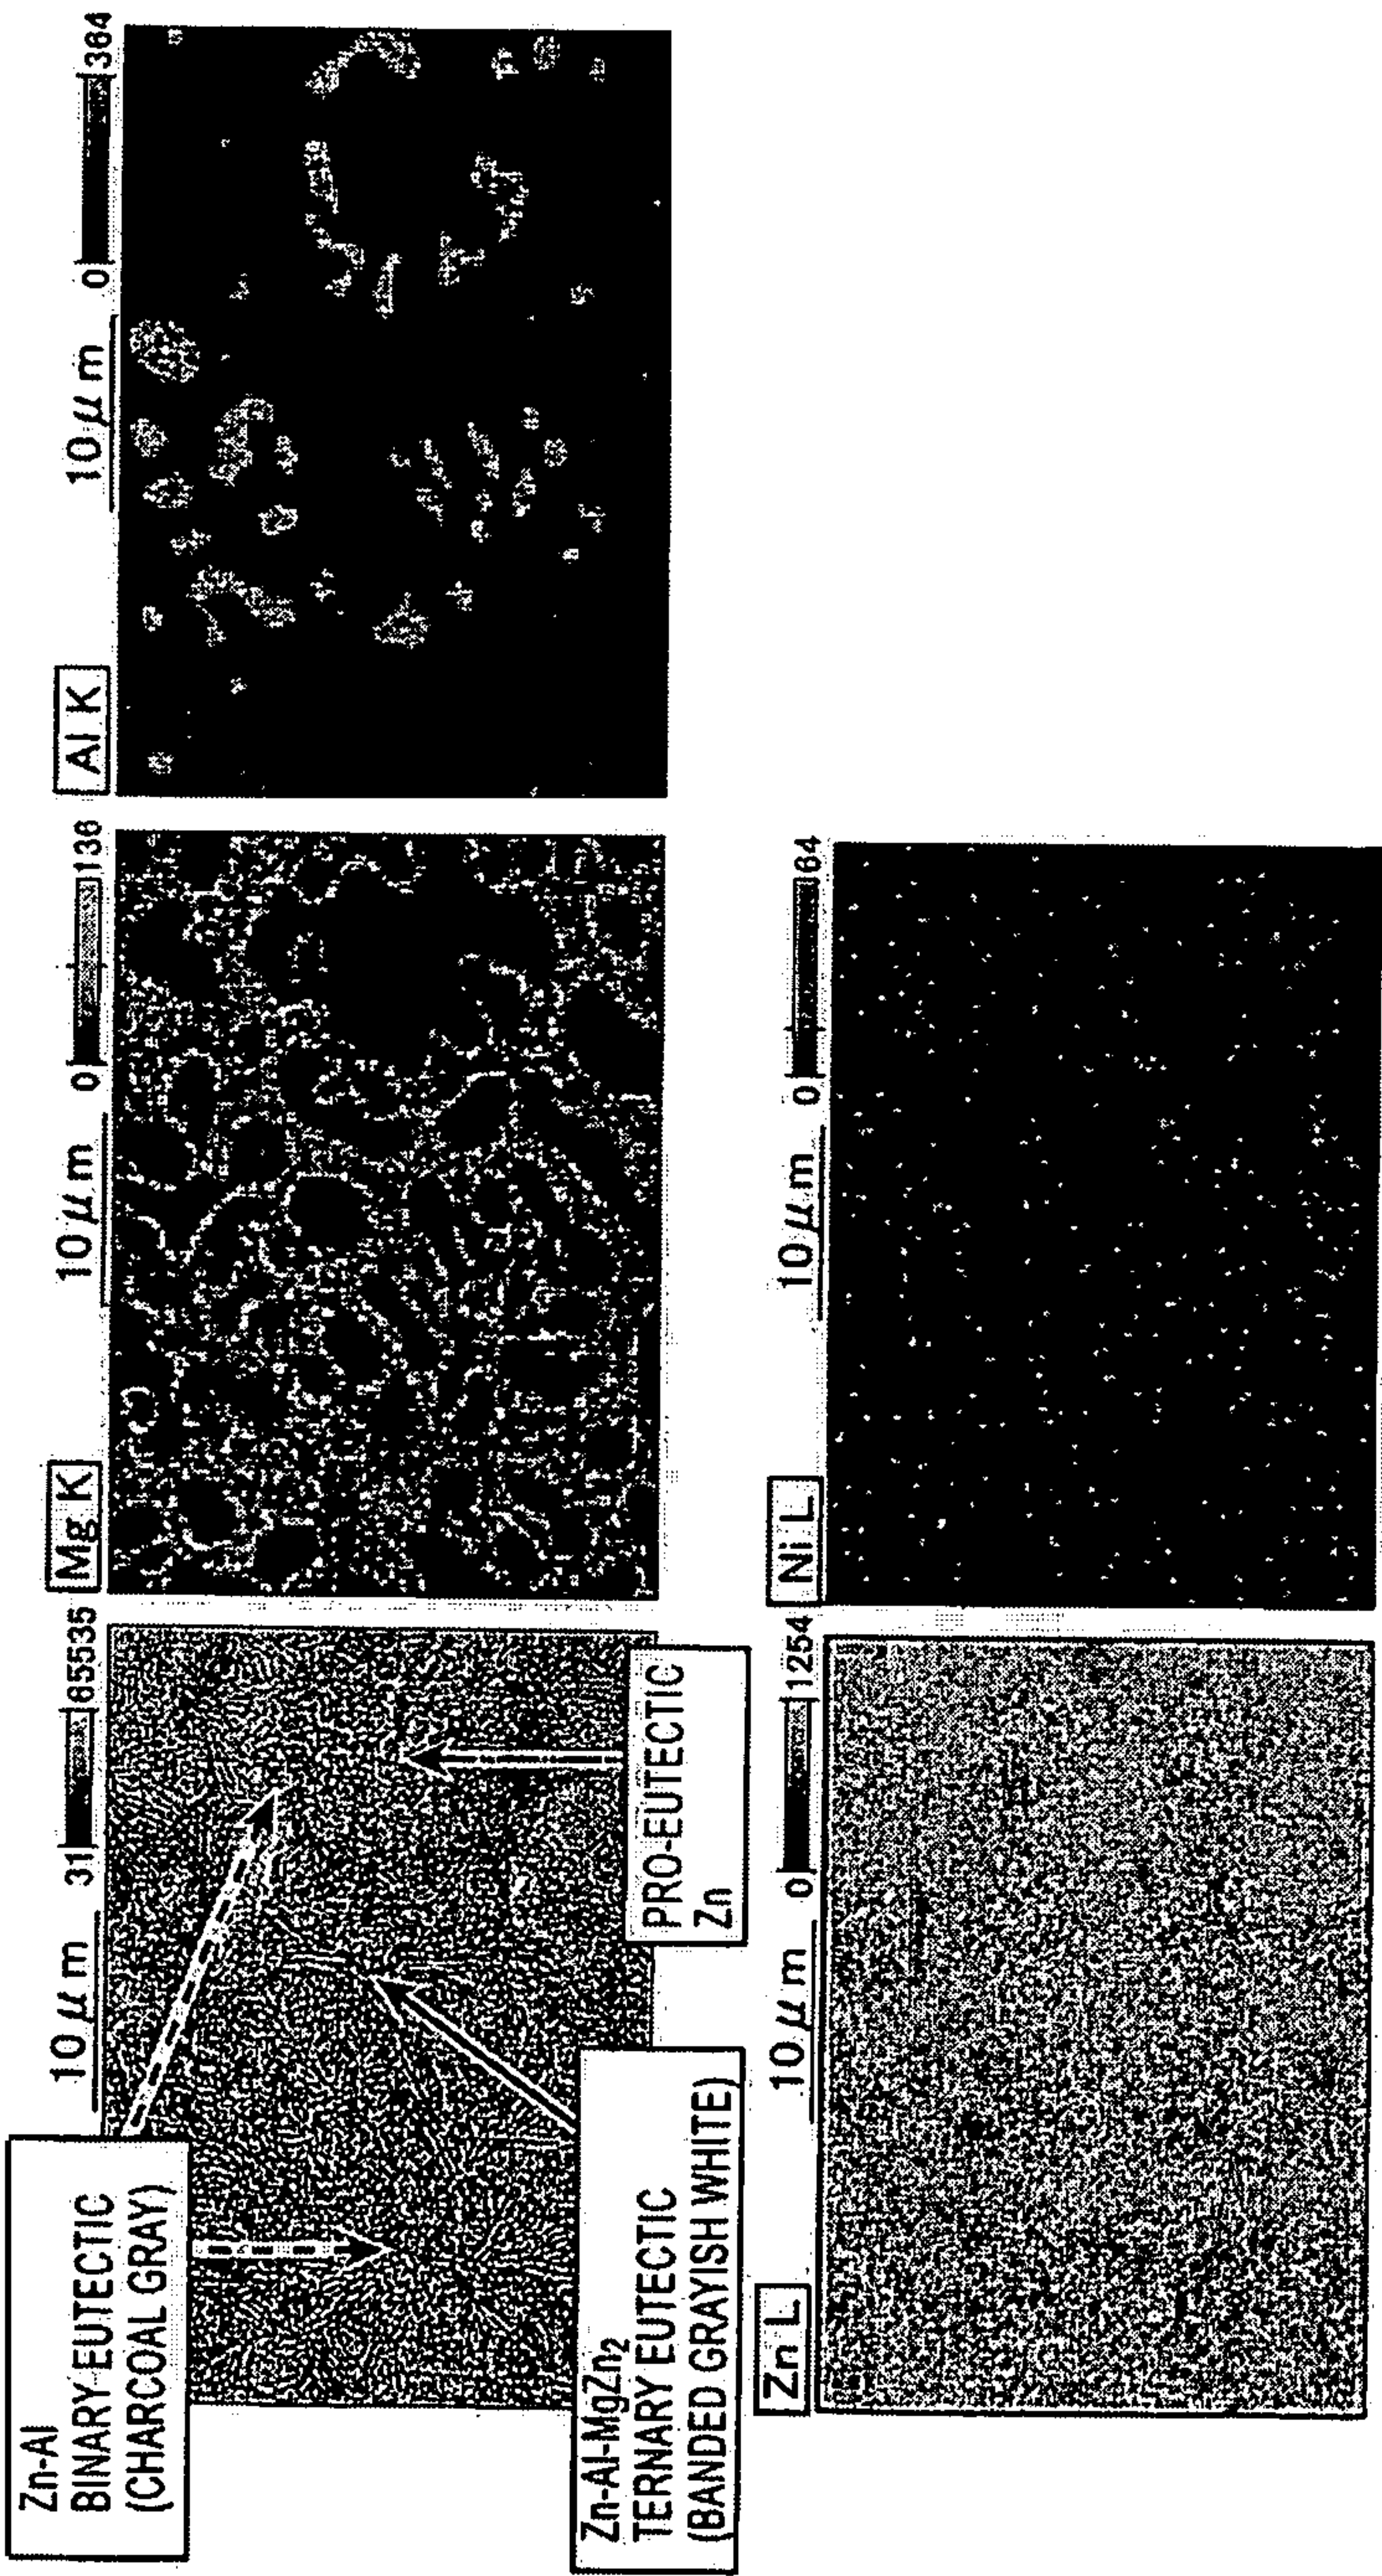 Zn-Al
BINARY EUTECTIC
(CHARCOAL GRAY)
10μm 31 65535
Zn-Al-MgZn₂
TERNARY EUTECTIC
(BANDED GRAYISH WHITE)
PRO-EUTECTIC
Zn
Mg K 10μm 0 136
Al K 10μm 0 364
Zn L 10μm 0 1254
Ni L 10μm 0 64